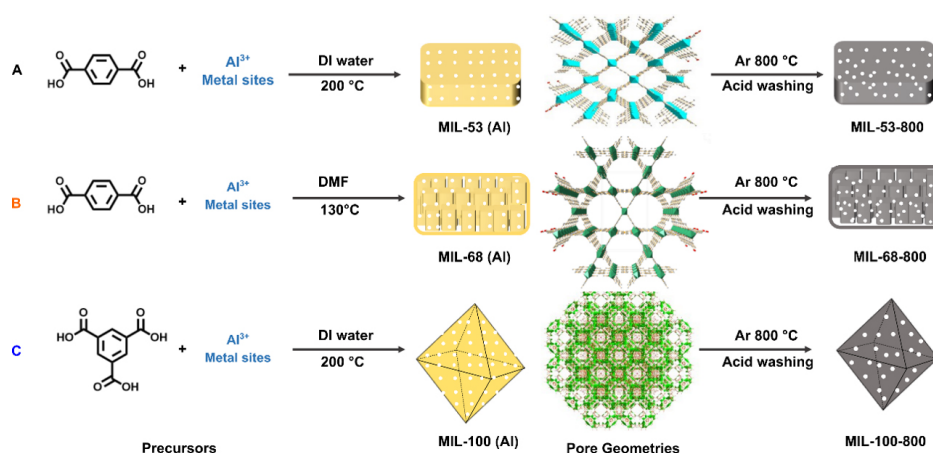 A
O
O
HO
OH
+
Al³⁺
Metal sites
DI water
200 °C
MIL-53 (Al)
Ar 800 °C
Acid washing
MIL-53-800
B
O
O
HO
OH
+
Al³⁺
Metal sites
DMF
130°C
MIL-68 (Al)
Ar 800 °C
Acid washing
MIL-68-800
C
O
O
OH
HO
O
OH
+
Al³⁺
Metal sites
DI water
200 °C
MIL-100 (Al)
Ar 800 °C
Acid washing
MIL-100-800
Precursors
Pore Geometries